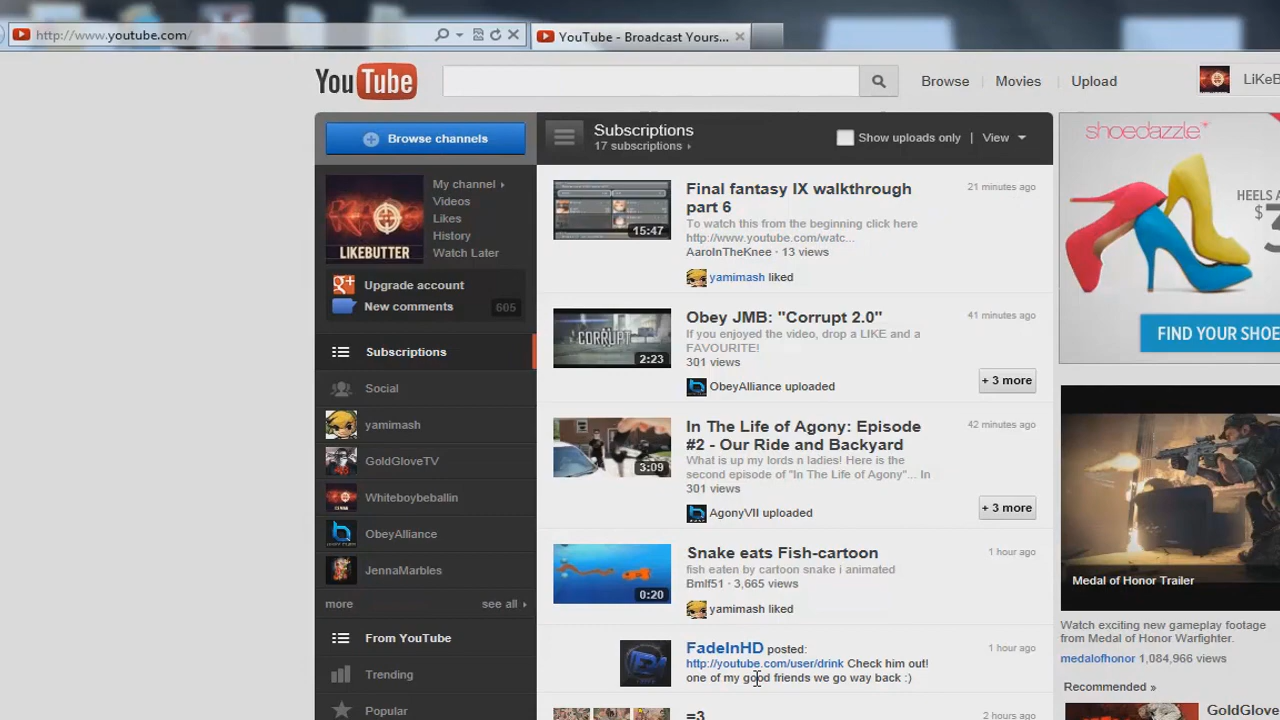 http://www.youtube.com/
YouTube - Broadcast Yours...
YouTube
Browse
Movies
Upload
LiKeB
Browse channels
My channel
Videos
Likes
History
Watch Later
LIKEBUTTER
Upgrade account
New comments
605
Subscriptions
Social
yamimash
GoldGloveTV
Whiteboybeballin
ObeyAlliance
JennaMarbles
more
see all
From YouTube
Trending
Popular
Subscriptions
17 subscriptions
Show uploads only | View
15:47
Final fantasy IX walkthrough
part 6
21 minutes ago
To watch this from the beginning click here
http://www.youtube.com/watc...
AaroInTheKnee · 13 views
yamimash liked
CORRUPT
2:23
Obey JMB: "Corrupt 2.0"
41 minutes ago
If you enjoyed the video, drop a LIKE and a
FAVOURITE!
301 views
ObeyAlliance uploaded
+ 3 more
3:09
In The Life of Agony: Episode
#2 - Our Ride and Backyard
42 minutes ago
What is up my lords n ladies! Here is the
second episode of "In The Life of Agony"... In
301 views
AgonyVII uploaded
+ 3 more
0:20
Snake eats Fish-cartoon
1 hour ago
fish eaten by cartoon snake i animated
Bmlf51 · 3,665 views
yamimash liked
FadeInHD posted:
1 hour ago
http://youtube.com/user/drink Check him out!
one of my good friends we go way back :)
=3
2 hours ago
shoedazzle
HEELS A
$3
FIND YOUR SHOE
Medal of Honor Trailer
Watch exciting new gameplay footage
from Medal of Honor Warfighter.
medalofhonor 1,084,966 views
Recommended »
GoldGlove